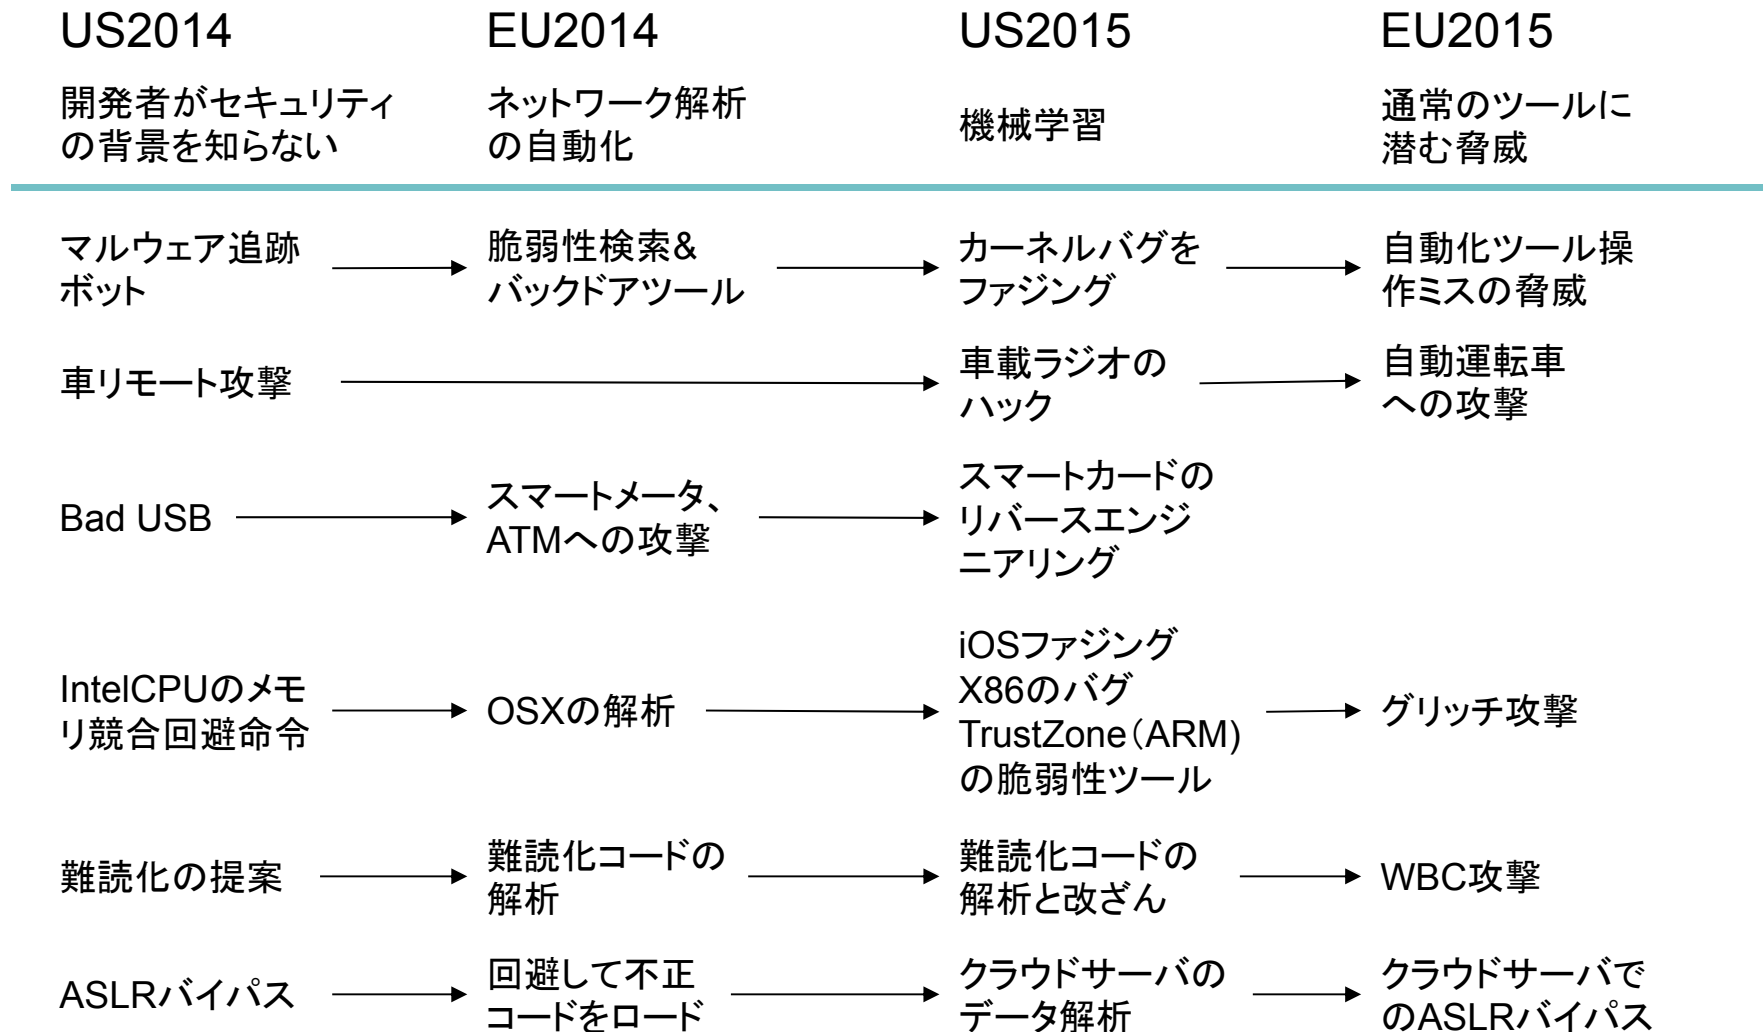 US2014
EU2014
US2015
EU2015
開発者がセキュリティ
の背景を知らない
ネットワーク解析
の自動化
機械学習
通常のツールに
潜む脅威
マルウェア追跡
ボット
脆弱性検索&
バックドアツール
カーネルバグを
ファジング
自動化ツール操
作ミスの脅威
車リモート攻撃
車載ラジオの
ハック
自動運転車
への攻撃
Bad USB
スマートメータ、
ATMへの攻撃
スマートカードの
リバースエンジ
ニアリング
IntelCPUのメモ
リ競合回避命令
OSXの解析
iOSファジング
X86のバグ
TrustZone（ARM)
の脆弱性ツール
グリッチ攻撃
難読化の提案
難読化コードの
解析
難読化コードの
解析と改ざん
WBC攻撃
ASLRバイパス
回避して不正
コードをロード
クラウドサーバの
データ解析
クラウドサーバで
のASLRバイパス